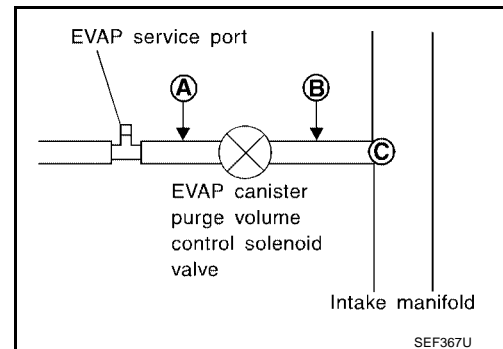 EVAP service port
A
B
C
EVAP canister
purge volume
control solenoid
valve
Intake manifold
SEF367U